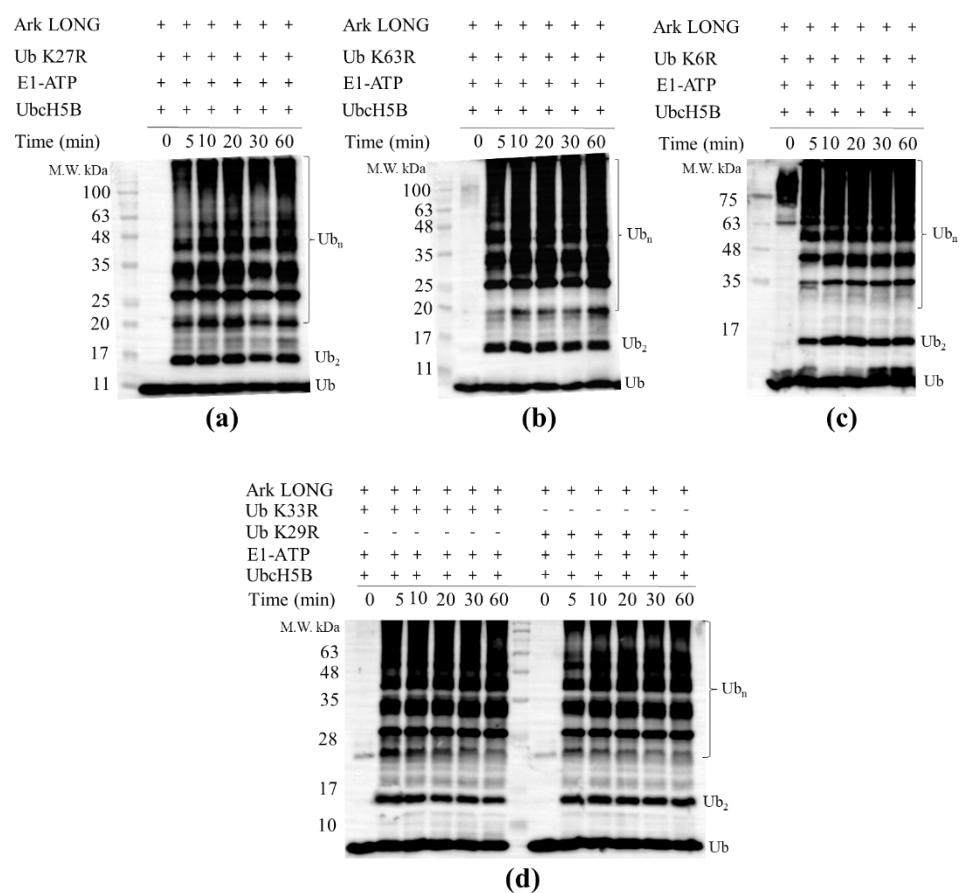 Ark LONG + + + + + +
Ub K27R + + + + + +
E1-ATP + + + + + +
UbcH5B + + + + + +
Time (min) 0 5 10 20 30 60
M.W. kDa
100
63
48
35
25
20
17
11
Ubn
Ub2
Ub
(a)
Ark LONG + + + + + +
Ub K63R + + + + + +
E1-ATP + + + + + +
UbcH5B + + + + + +
Time (min) 0 5 10 20 30 60
M.W. kDa
100
63
48
35
25
20
17
11
Ubn
Ub2
Ub
(b)
Ark LONG + + + + + +
Ub K6R + + + + + +
E1-ATP + + + + + +
UbcH5B + + + + + +
Time (min) 0 5 10 20 30 60
M.W. kDa
75
63
48
35
17
Ubn
Ub2
Ub
(c)
Ark LONG + + + + + + + + + + + +
Ub K33R + + + + + + - - - - - -
Ub K29R - - - - - - + + + + + +
E1-ATP + + + + + + + + + + + +
UbcH5B + + + + + + + + + + + +
Time (min) 0 5 10 20 30 60 0 5 10 20 30 60
M.W. kDa
63
48
35
28
17
10
Ubn
Ub2
Ub
(d)